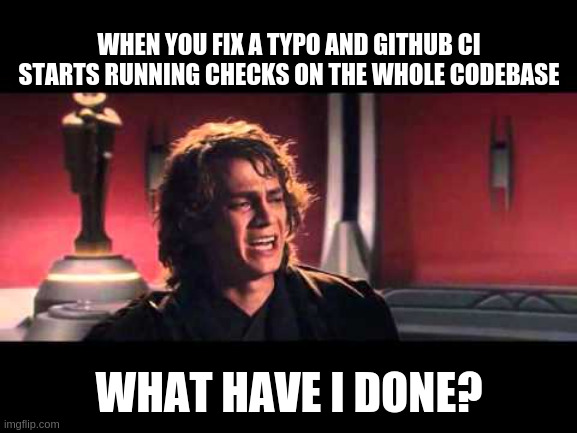 WHEN YOU FIX A TYPO AND GITHUB CI
STARTS RUNNING CHECKS ON THE WHOLE CODEBASE
WHAT HAVE I DONE?
imgflip.com